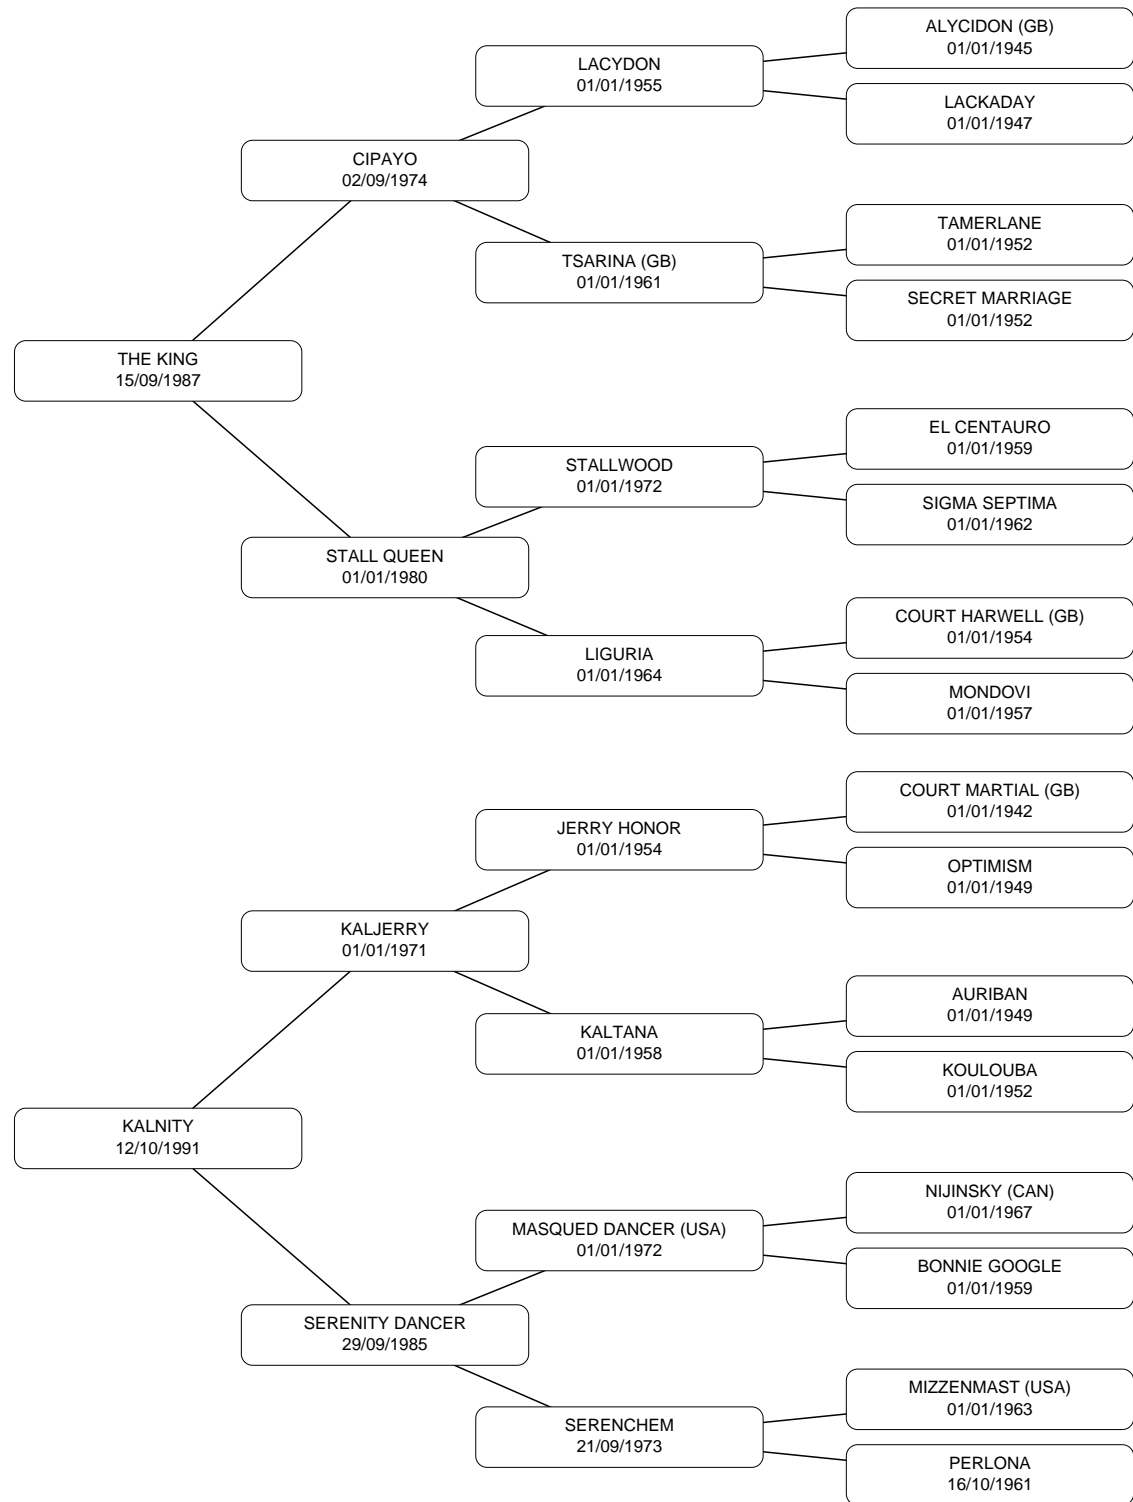 ALYCIDON (GB)
01/01/1945
LACYDON
01/01/1955
LACKADAY
01/01/1947
CIPAYO
02/09/1974
TAMERLANE
01/01/1952
TSARINA (GB)
01/01/1961
SECRET MARRIAGE
01/01/1952
THE KING
15/09/1987
EL CENTAURO
01/01/1959
STALLWOOD
01/01/1972
SIGMA SEPTIMA
01/01/1962
STALL QUEEN
01/01/1980
COURT HARWELL (GB)
01/01/1954
LIGURIA
01/01/1964
MONDOVI
01/01/1957
COURT MARTIAL (GB)
01/01/1942
JERRY HONOR
01/01/1954
OPTIMISM
01/01/1949
KALJERRY
01/01/1971
AURIBAN
01/01/1949
KALTANA
01/01/1958
KOULOUBA
01/01/1952
KALNITY
12/10/1991
NIJINSKY (CAN)
01/01/1967
MASQUED DANCER (USA)
01/01/1972
BONNIE GOOGLE
01/01/1959
SERENITY DANCER
29/09/1985
MIZZENMAST (USA)
01/01/1963
SERENCHEM
21/09/1973
PERLONA
16/10/1961